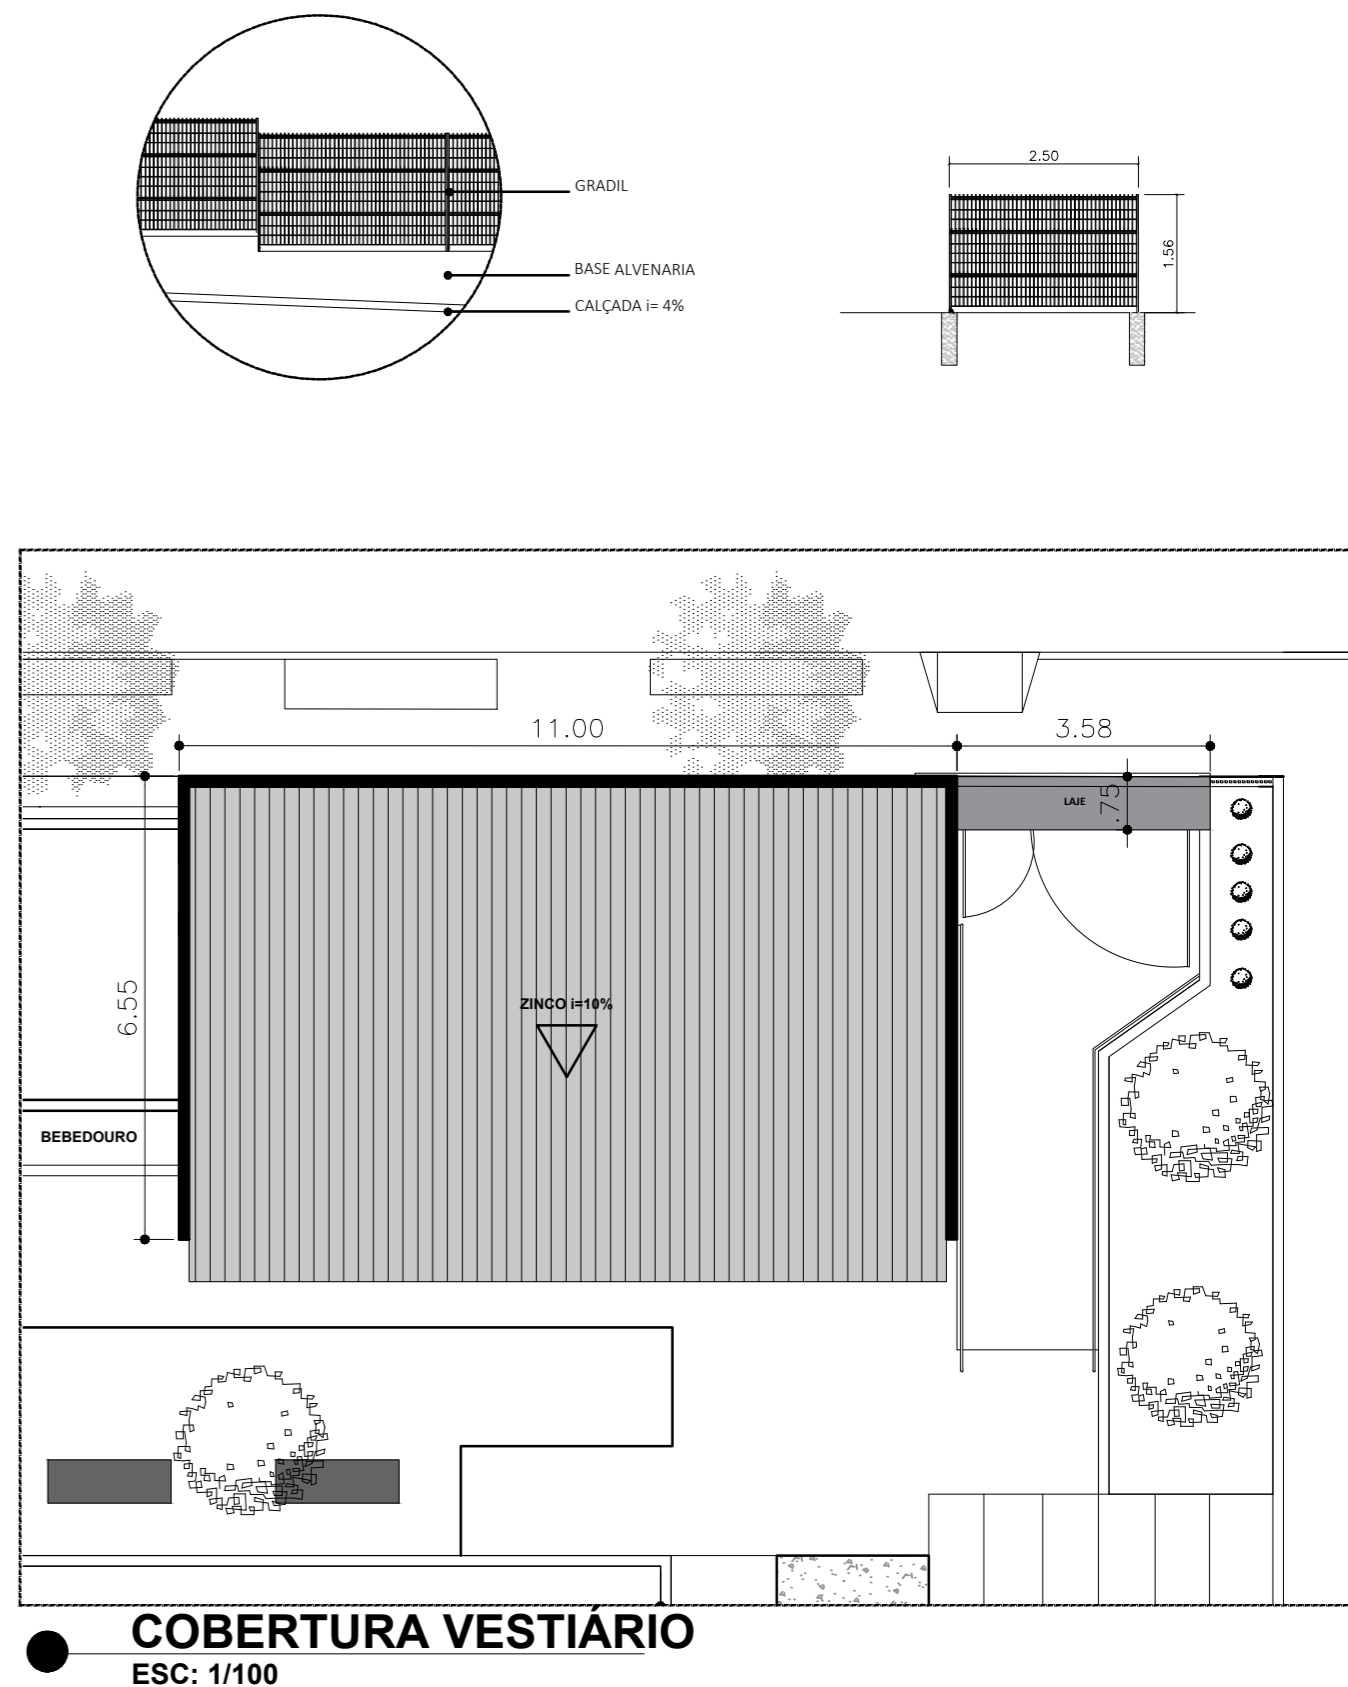 2.50
GRADIL
1.56
BASE ALVENARIA
CALÇADA i= 4%
11.00
3.58
LAJE
.75
6.55
ZINCO i=10%
BEBEDOURO
COBERTURA VESTIÁRIO
ESC: 1/100